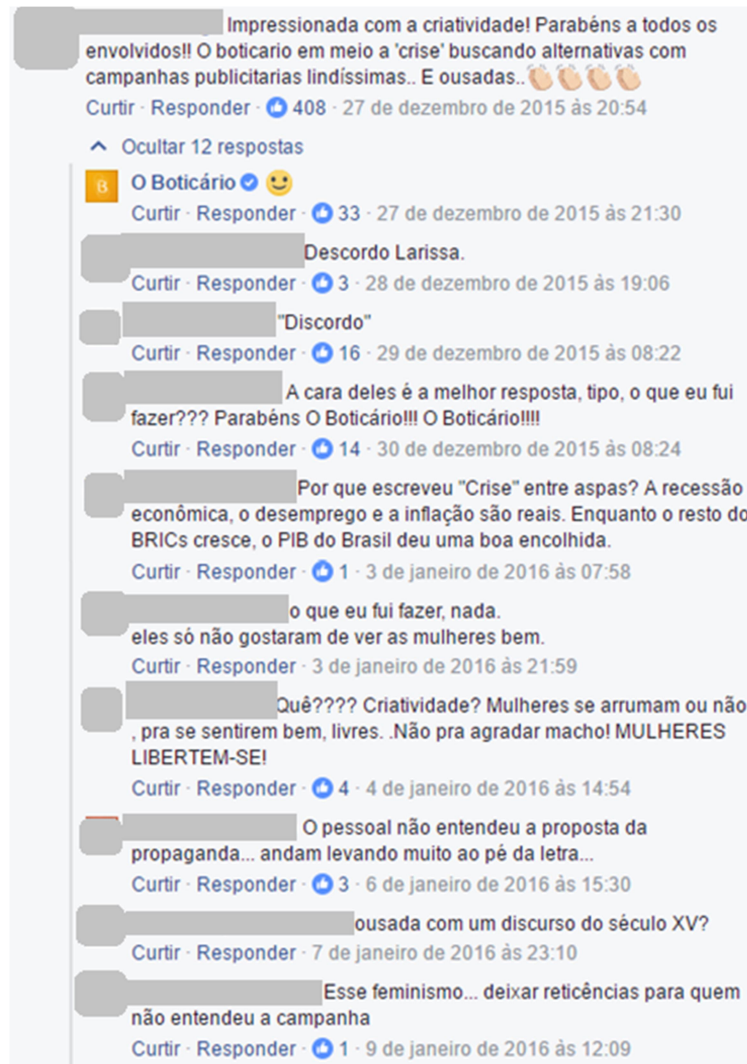 Impressionada com a criatividade! Parabéns a todos os
envolvidos!! O boticario em meio a 'crise' buscando alternativas com
campanhas publicitarias lindíssimas.. E ousadas..👏🏻👏🏻👏🏻👏🏻
Curtir · Responder · 408 · 27 de dezembro de 2015 às 20:54
Ocultar 12 respostas
B O Boticário 🙂
Curtir · Responder · 33 · 27 de dezembro de 2015 às 21:30
Descordo Larissa.
Curtir · Responder · 3 · 28 de dezembro de 2015 às 19:06
"Discordo"
Curtir · Responder · 16 · 29 de dezembro de 2015 às 08:22
A cara deles é a melhor resposta, tipo, o que eu fui
fazer??? Parabéns O Boticário!!! O Boticário!!!!
Curtir · Responder · 14 · 30 de dezembro de 2015 às 08:24
Por que escreveu "Crise" entre aspas? A recessão
econômica, o desemprego e a inflação são reais. Enquanto o resto do
BRICs cresce, o PIB do Brasil deu uma boa encolhida.
Curtir · Responder · 1 · 3 de janeiro de 2016 às 07:58
o que eu fui fazer, nada.
eles só não gostaram de ver as mulheres bem.
Curtir · Responder · 3 de janeiro de 2016 às 21:59
Quê???? Criatividade? Mulheres se arrumam ou não
, pra se sentirem bem, livres. .Não pra agradar macho! MULHERES
LIBERTEM-SE!
Curtir · Responder · 4 · 4 de janeiro de 2016 às 14:54
O pessoal não entendeu a proposta da
propaganda... andam levando muito ao pé da letra...
Curtir · Responder · 3 · 6 de janeiro de 2016 às 15:30
ousada com um discurso do século XV?
Curtir · Responder · 7 de janeiro de 2016 às 23:10
Esse feminismo... deixar reticências para quem
não entendeu a campanha
Curtir · Responder · 1 · 9 de janeiro de 2016 às 12:09